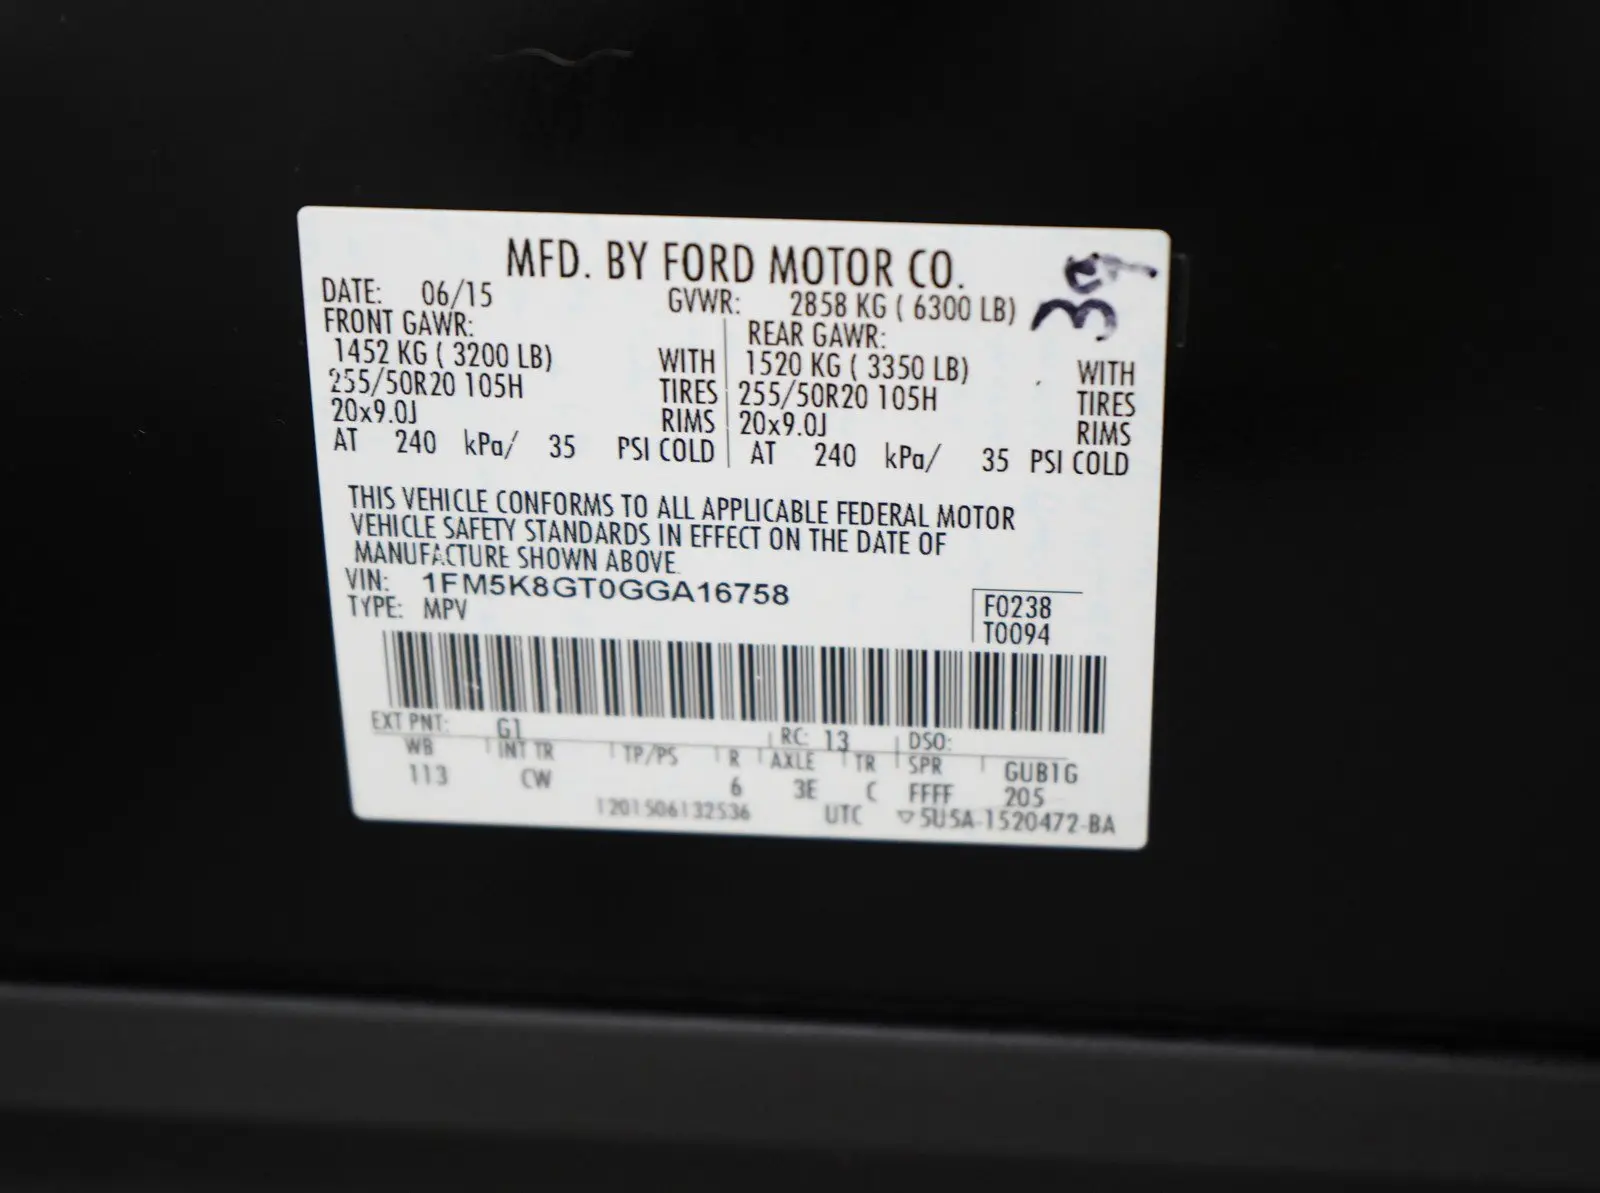 MFD. BY FORD MOTOR CO.
39
DATE: 06/15 GVWR: 2858 KG ( 6300 LB)
FRONT GAWR: REAR GAWR:
1452 KG ( 3200 LB) WITH 1520 KG ( 3350 LB) WITH
255/50R20 105H TIRES 255/50R20 105H TIRES
20x9.0J RIMS 20x9.0J RIMS
AT 240 kPa/ 35 PSI COLD AT 240 kPa/ 35 PSI COLD
THIS VEHICLE CONFORMS TO ALL APPLICABLE FEDERAL MOTOR
VEHICLE SAFETY STANDARDS IN EFFECT ON THE DATE OF
MANUFACTURE SHOWN ABOVE.
VIN: 1FM5K8GT0GGA16758
TYPE: MPV
F0238
T0094
EXT PNT: G1 RC: 13 DSO:
WB INT TR TP/PS R AXLE TR SPR GUB1G
113 CW 6 3E C FFFF 205
1201506132536 UTC ▽5U5A-1520472-BA